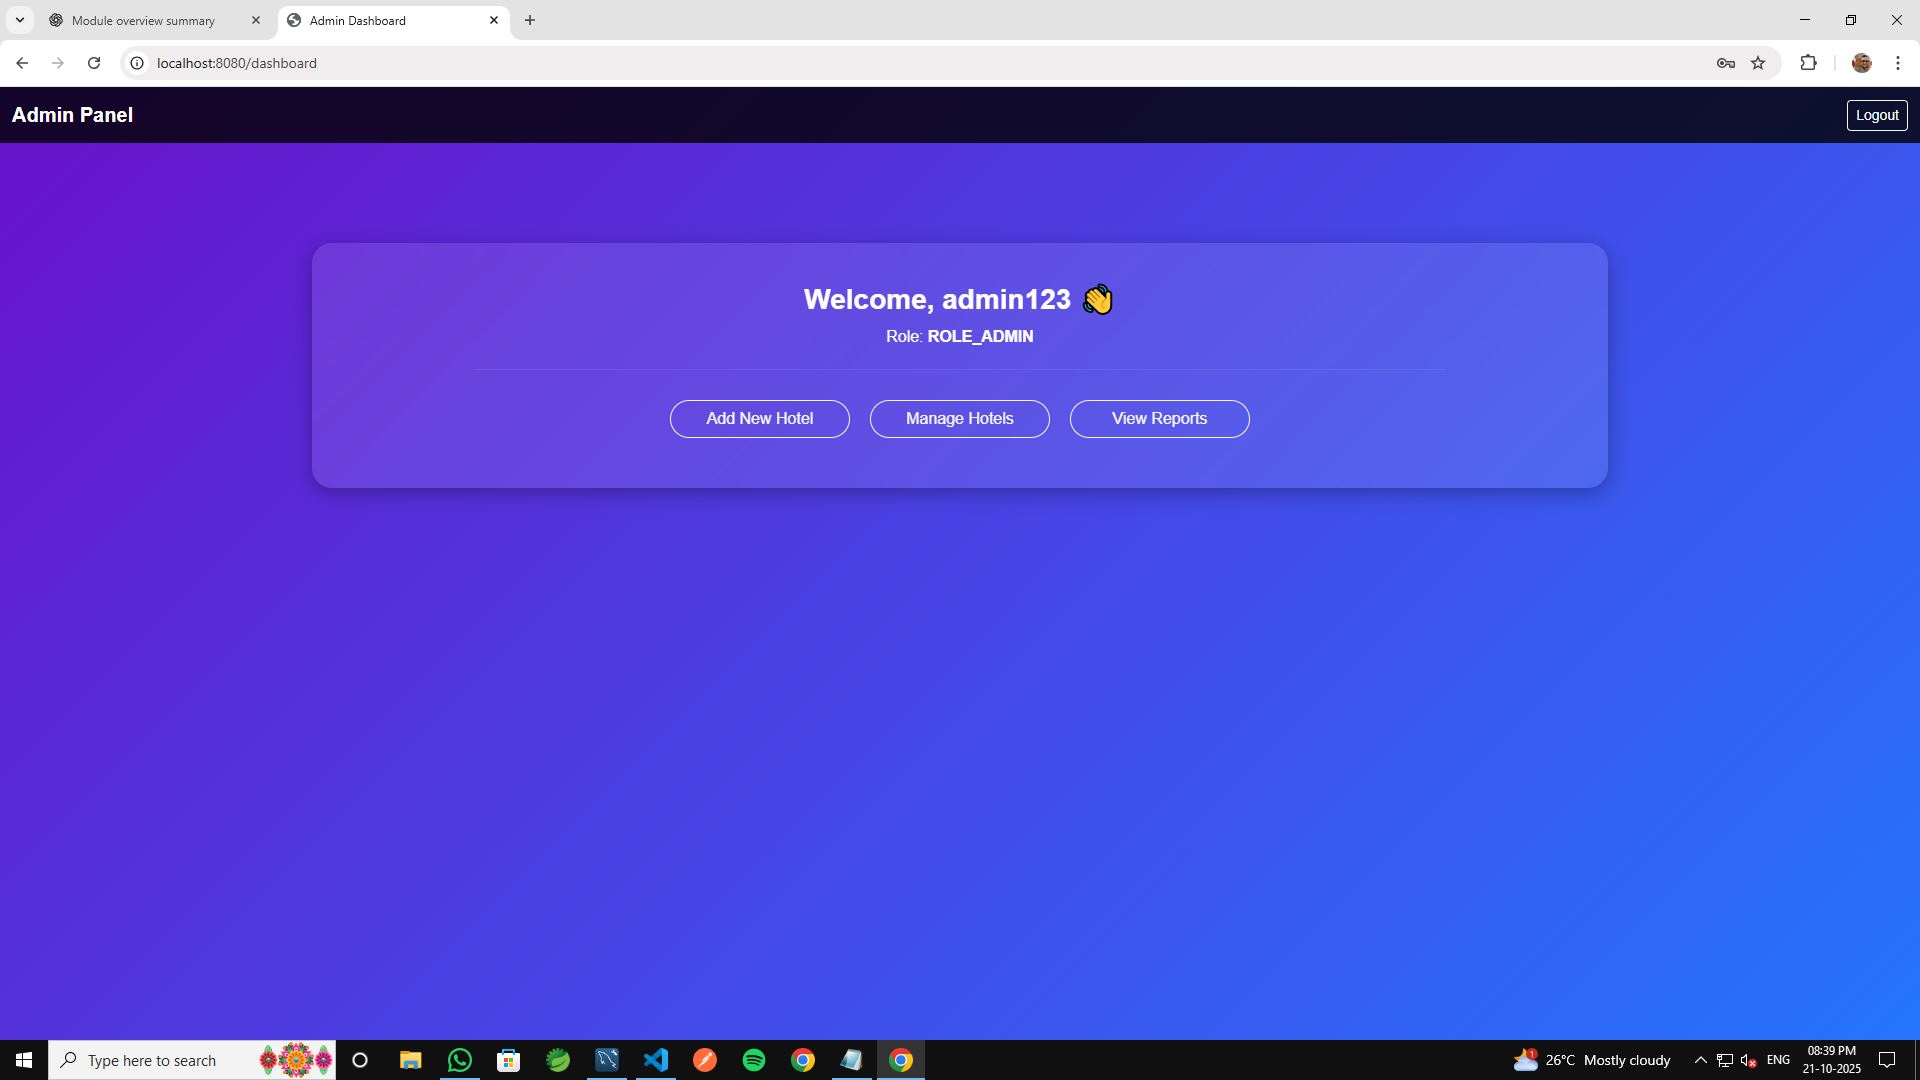 Module overview summary
Admin Dashboard
localhost:8080/dashboard
Admin Panel
Logout
Welcome, admin123 👋
Role: ROLE_ADMIN
Add New Hotel
Manage Hotels
View Reports
Type here to search
1
26°C Mostly cloudy
ENG
08:39 PM
21-10-2025